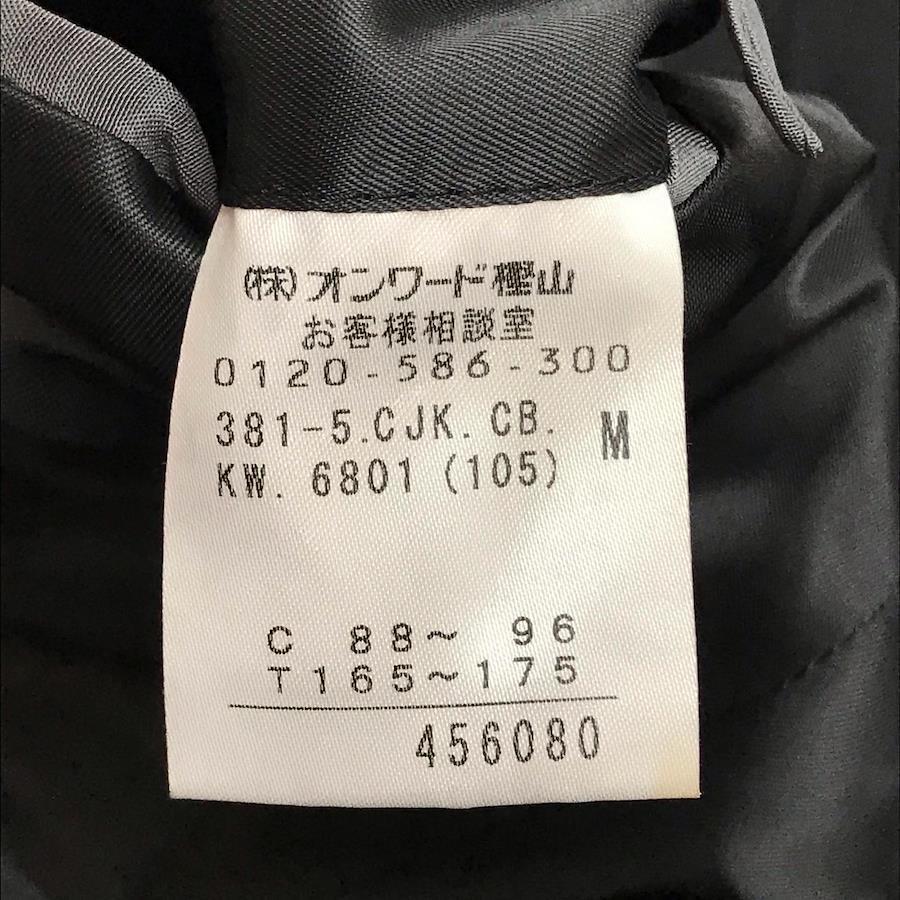 (株)オンワード樫山
お客様相談室
0120-586-300
381-5.CJK.CB. M
KW. 6801 (105)
C 88～ 96
T165～175
456080